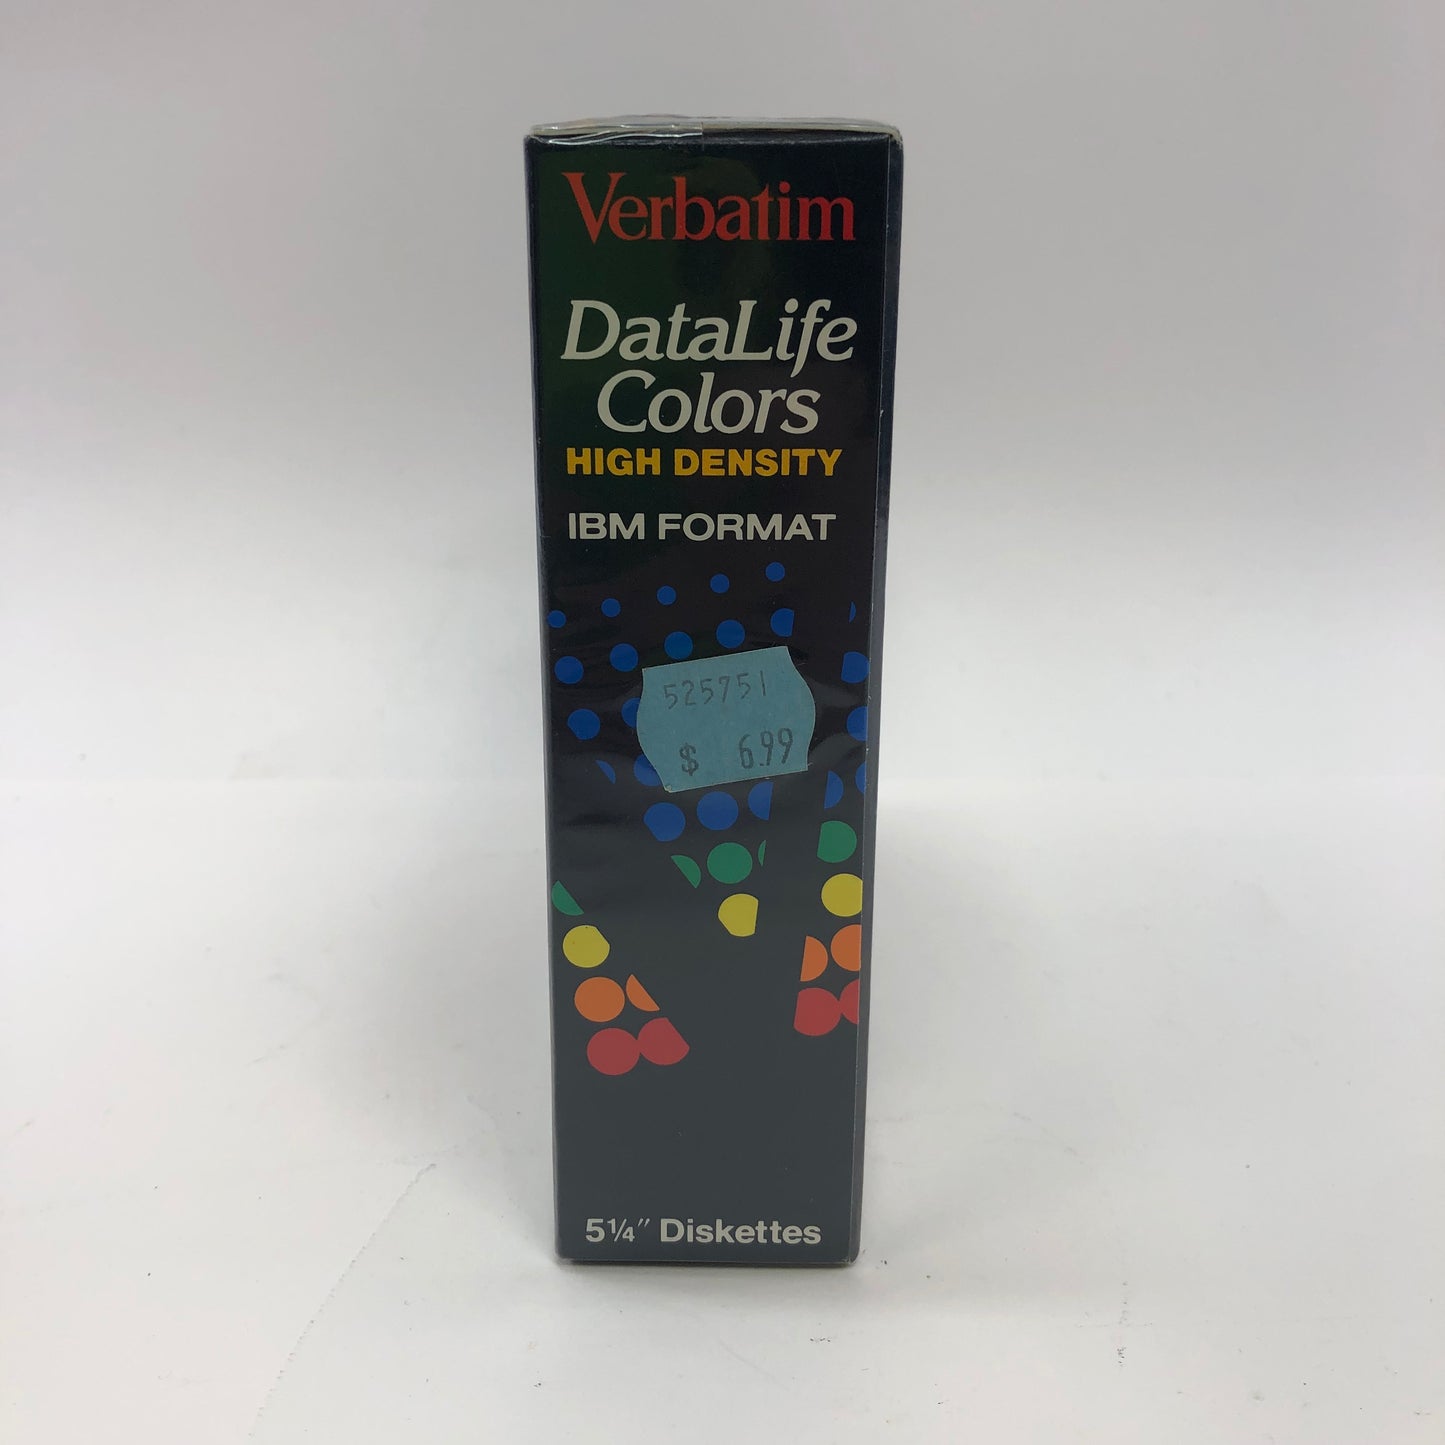 Verbatim
DataLife
Colors
HIGH DENSITY
IBM FORMAT
525751
$ 6.99
5¼" Diskettes